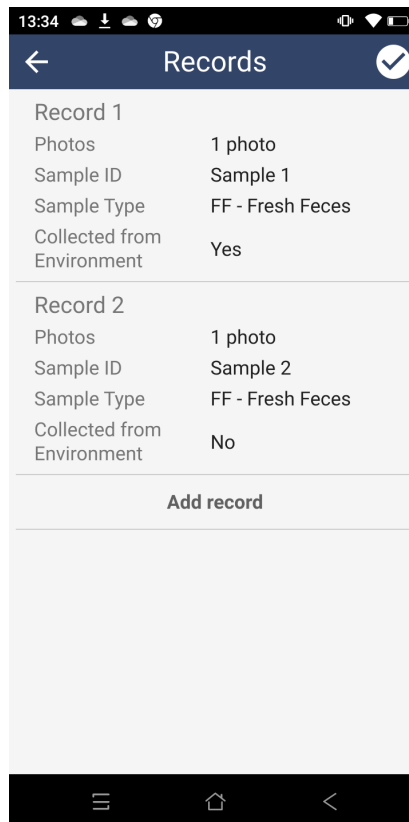 13:34
Records
Record 1
Photos 1 photo
Sample ID Sample 1
Sample Type FF - Fresh Feces
Collected from
Environment Yes
Record 2
Photos 1 photo
Sample ID Sample 2
Sample Type FF - Fresh Feces
Collected from
Environment No
Add record